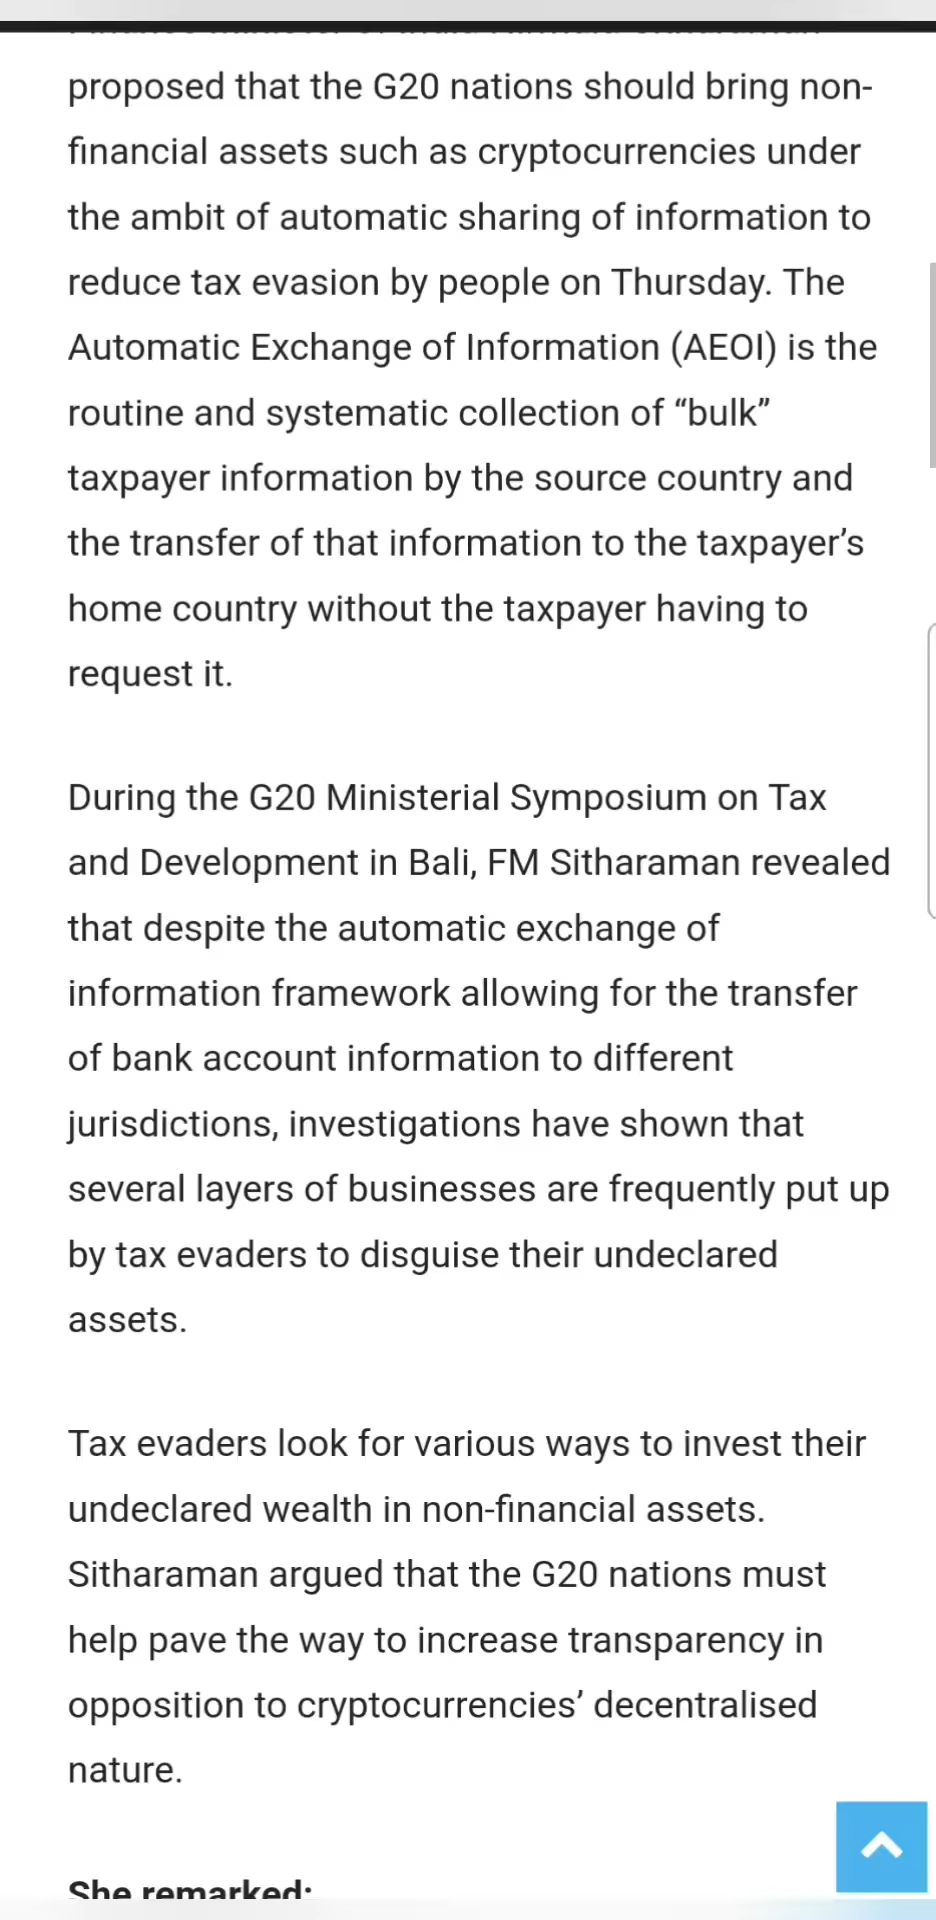 proposed that the G20 nations should bring non-
financial assets such as cryptocurrencies under
the ambit of automatic sharing of information to
reduce tax evasion by people on Thursday. The
Automatic Exchange of Information (AEOI) is the
routine and systematic collection of “bulk”
taxpayer information by the source country and
the transfer of that information to the taxpayer’s
home country without the taxpayer having to
request it.
During the G20 Ministerial Symposium on Tax
and Development in Bali, FM Sitharaman revealed
that despite the automatic exchange of
information framework allowing for the transfer
of bank account information to different
jurisdictions, investigations have shown that
several layers of businesses are frequently put up
by tax evaders to disguise their undeclared
assets.
Tax evaders look for various ways to invest their
undeclared wealth in non-financial assets.
Sitharaman argued that the G20 nations must
help pave the way to increase transparency in
opposition to cryptocurrencies’ decentralised
nature.
She remarked: